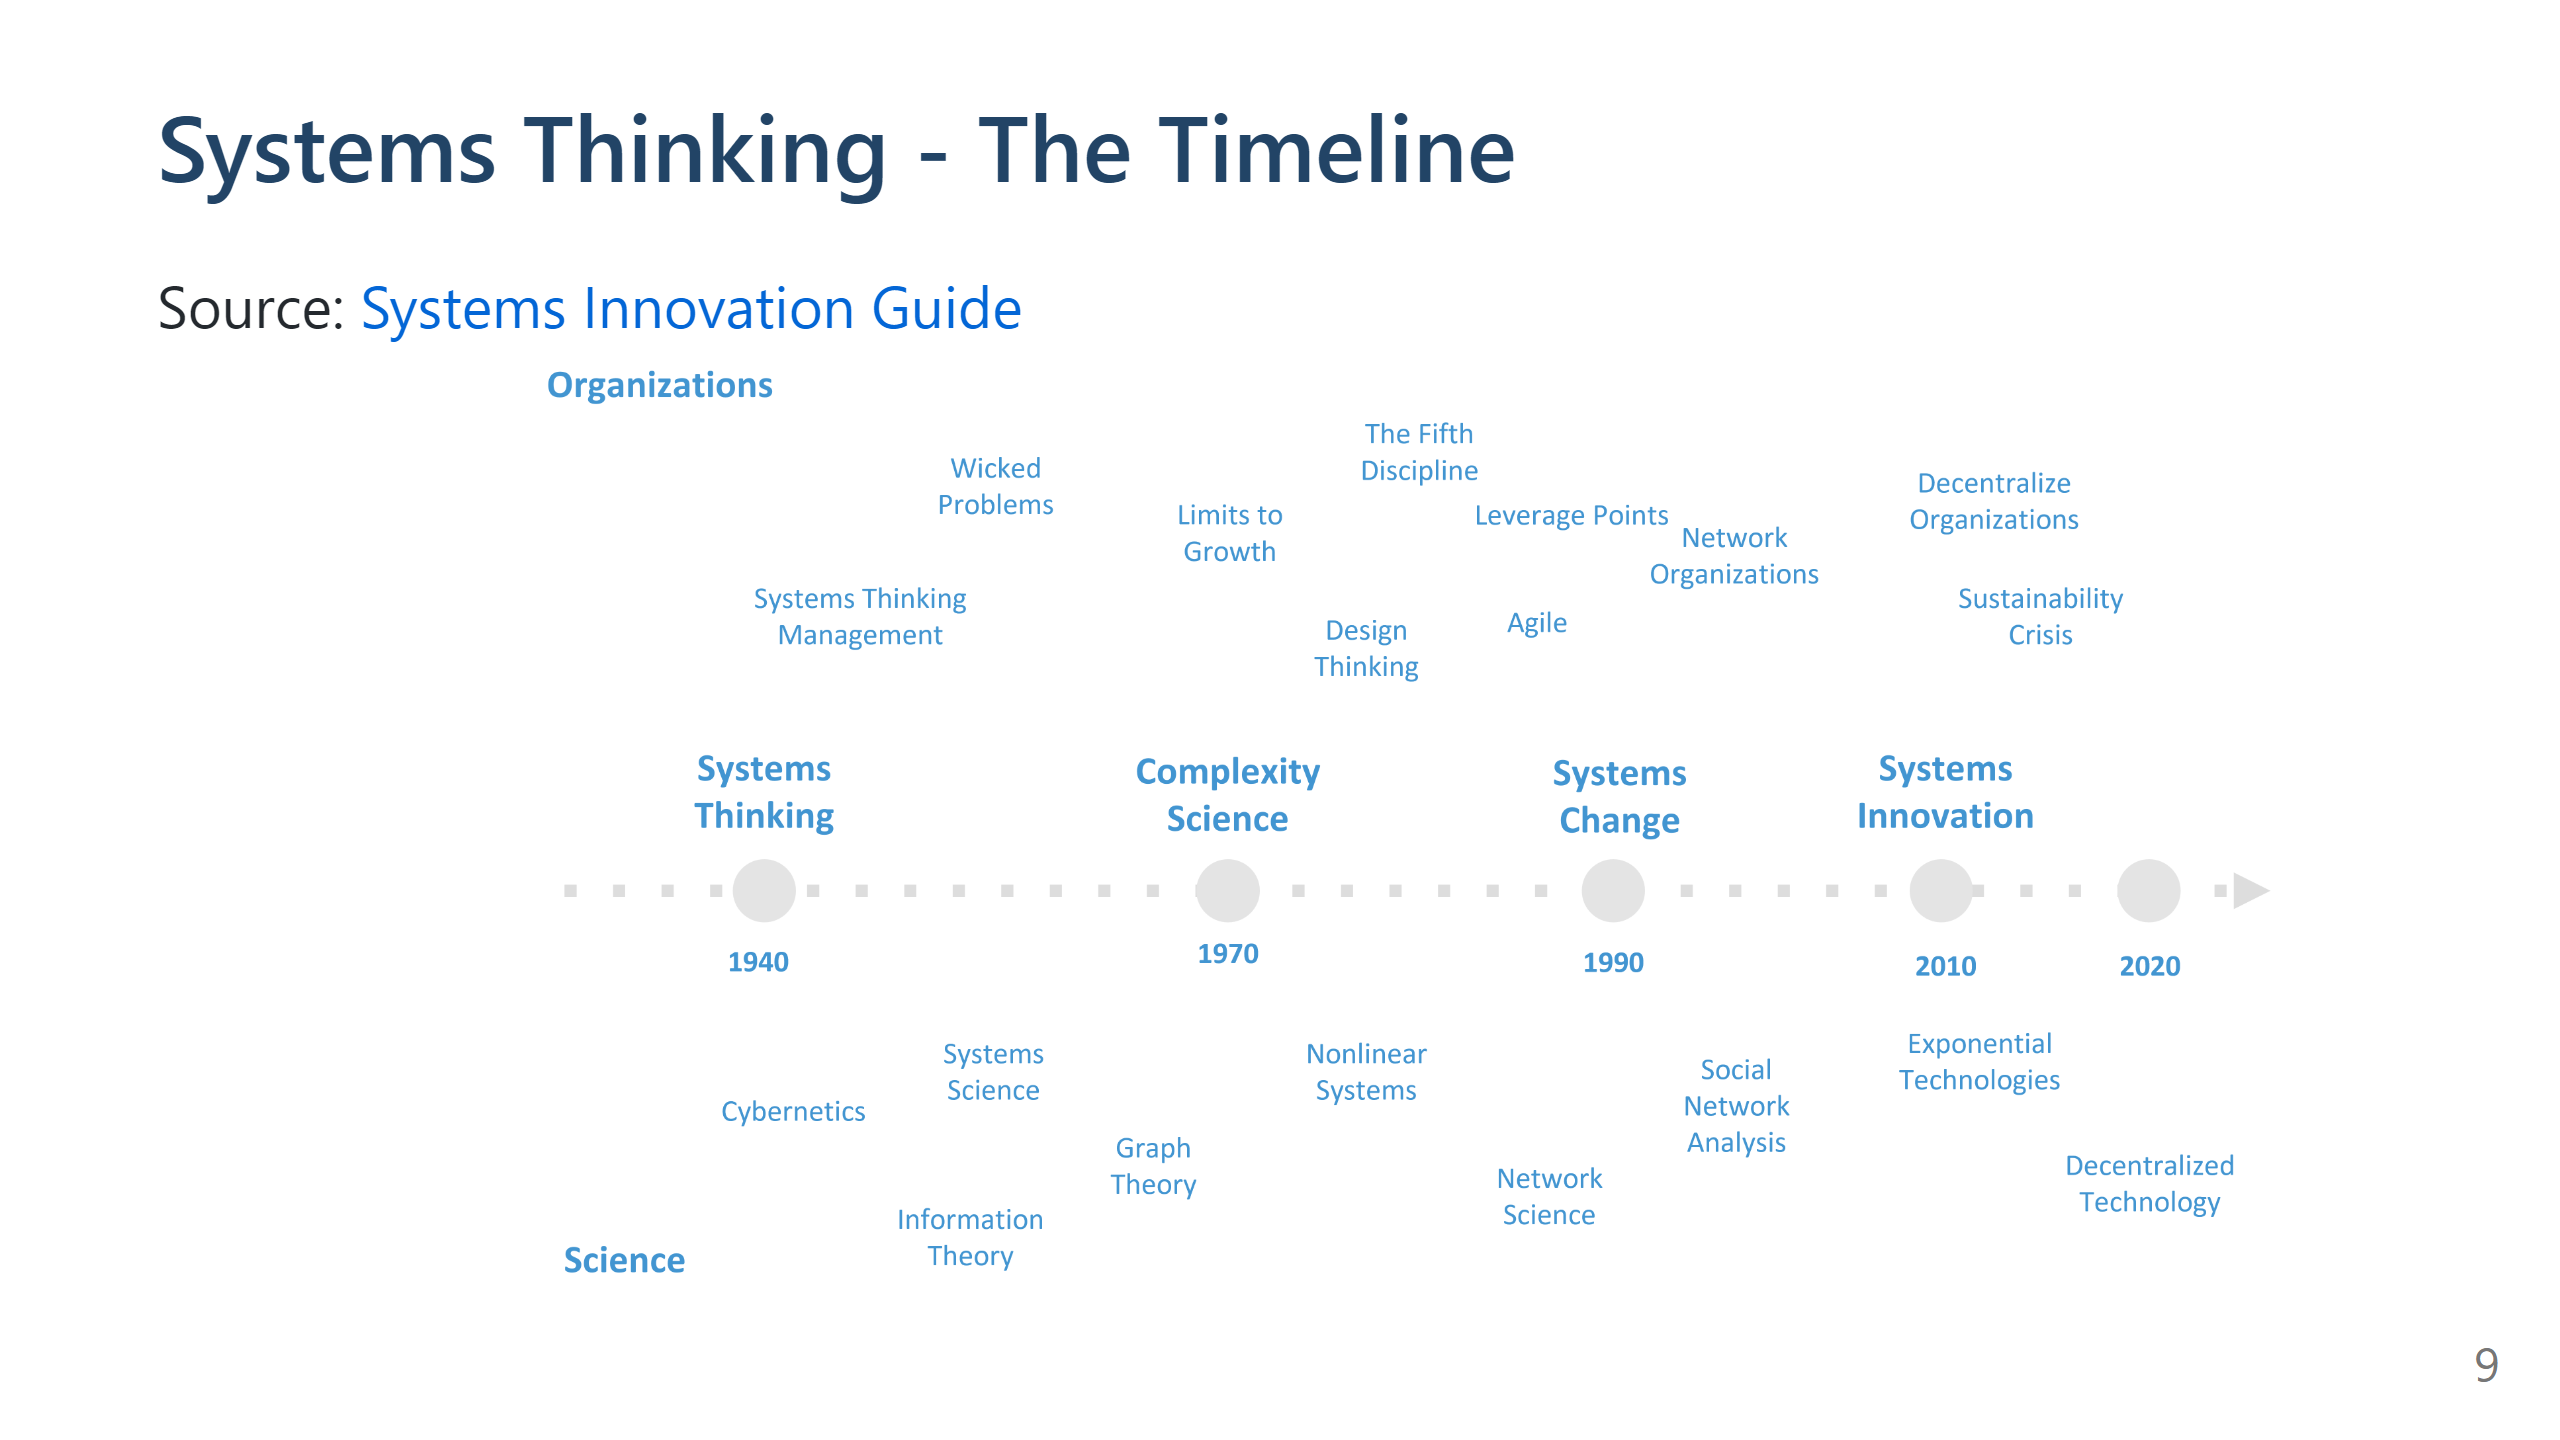 Systems Thinking - The Timeline
Source: Systems Innovation Guide
Organizations
The Fifth
Discipline
Wicked
Problems
Limits to
Growth
Leverage Points
Network
Organizations
Decentralize
Organizations
Systems Thinking
Management
Design
Thinking
Agile
Sustainability
Crisis
Systems
Thinking
Complexity
Science
Systems
Change
Systems
Innovation
1940
1970
1990
2010
2020
Cybernetics
Systems
Science
Information
Theory
Graph
Theory
Nonlinear
Systems
Network
Science
Social
Network
Analysis
Exponential
Technologies
Decentralized
Technology
Science
9